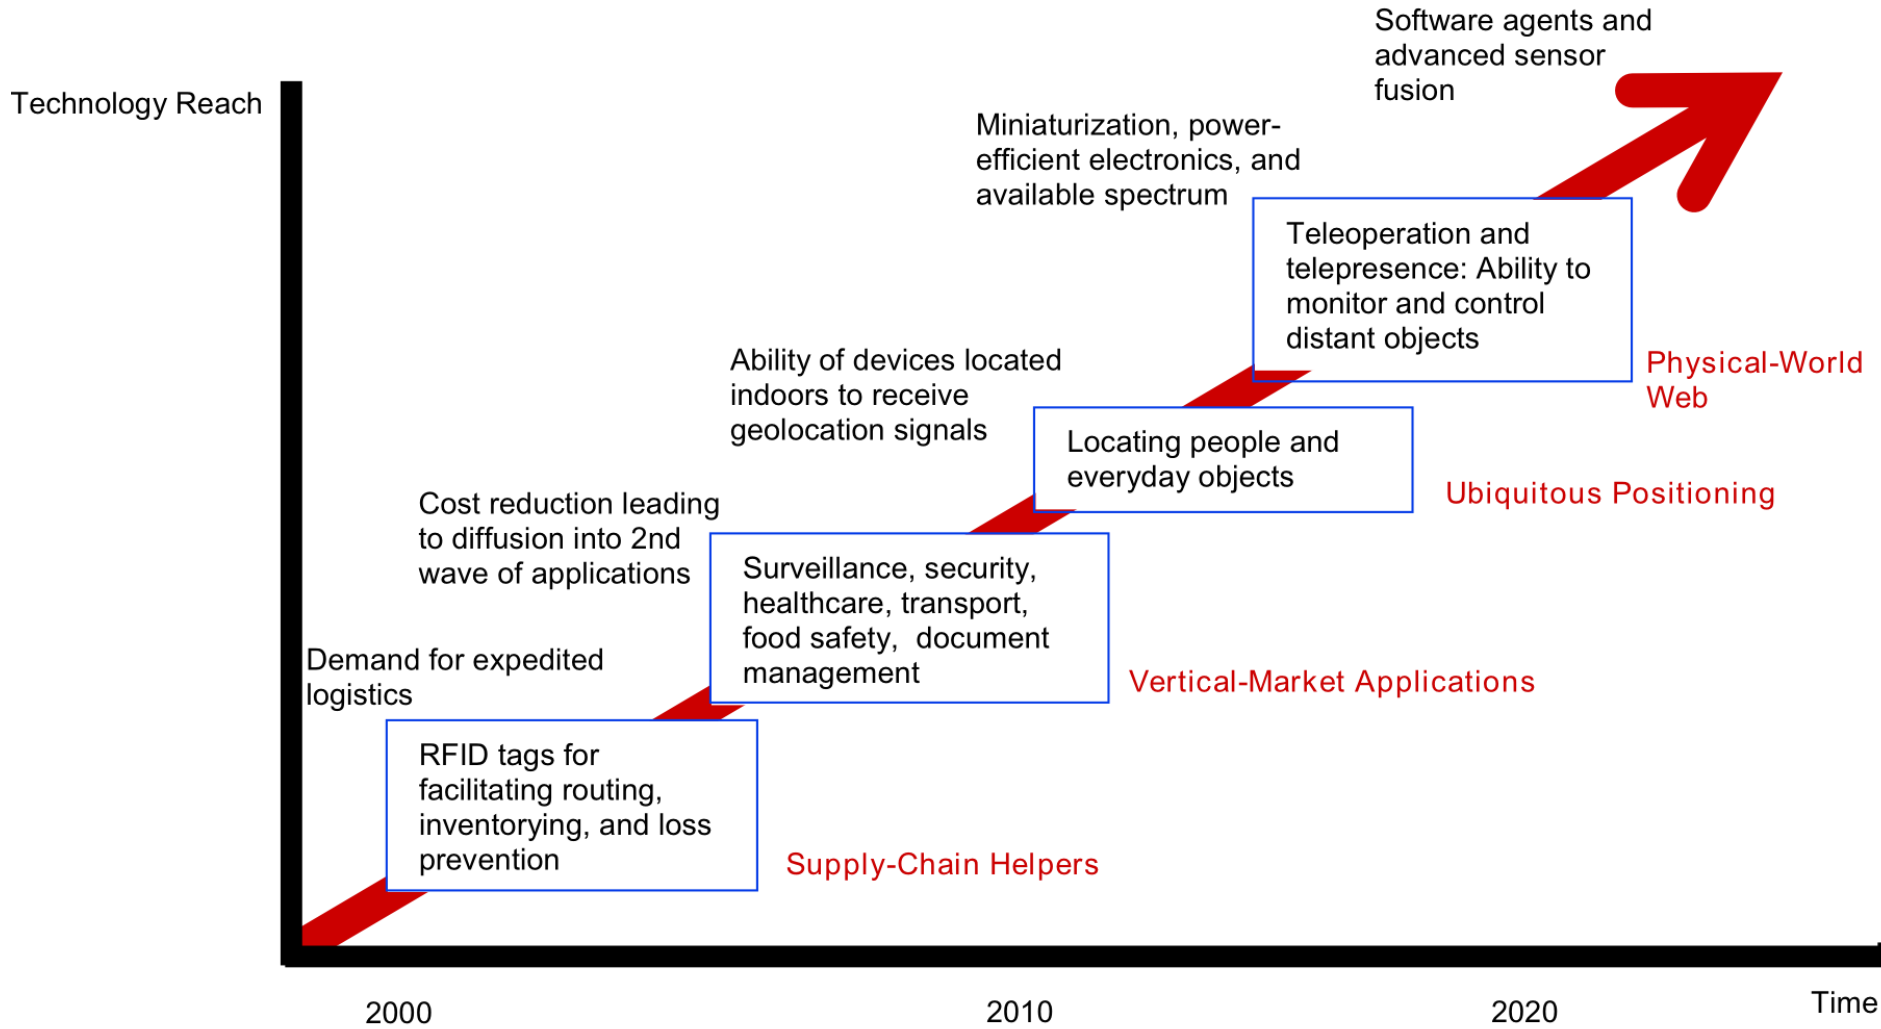 Software agents and
advanced sensor
fusion
Technology Reach
Miniaturization, power-
efficient electronics, and
available spectrum
Teleoperation and
telepresence: Ability to
monitor and control
distant objects
Physical-World
Web
Ability of devices located
indoors to receive
geolocation signals
Locating people and
everyday objects
Ubiquitous Positioning
Cost reduction leading
to diffusion into 2nd
wave of applications
Surveillance, security,
healthcare, transport,
food safety,  document
management
Vertical-Market Applications
Demand for expedited
logistics
RFID tags for
facilitating routing,
inventorying, and loss
prevention
Supply-Chain Helpers
2000
2010
2020
Time